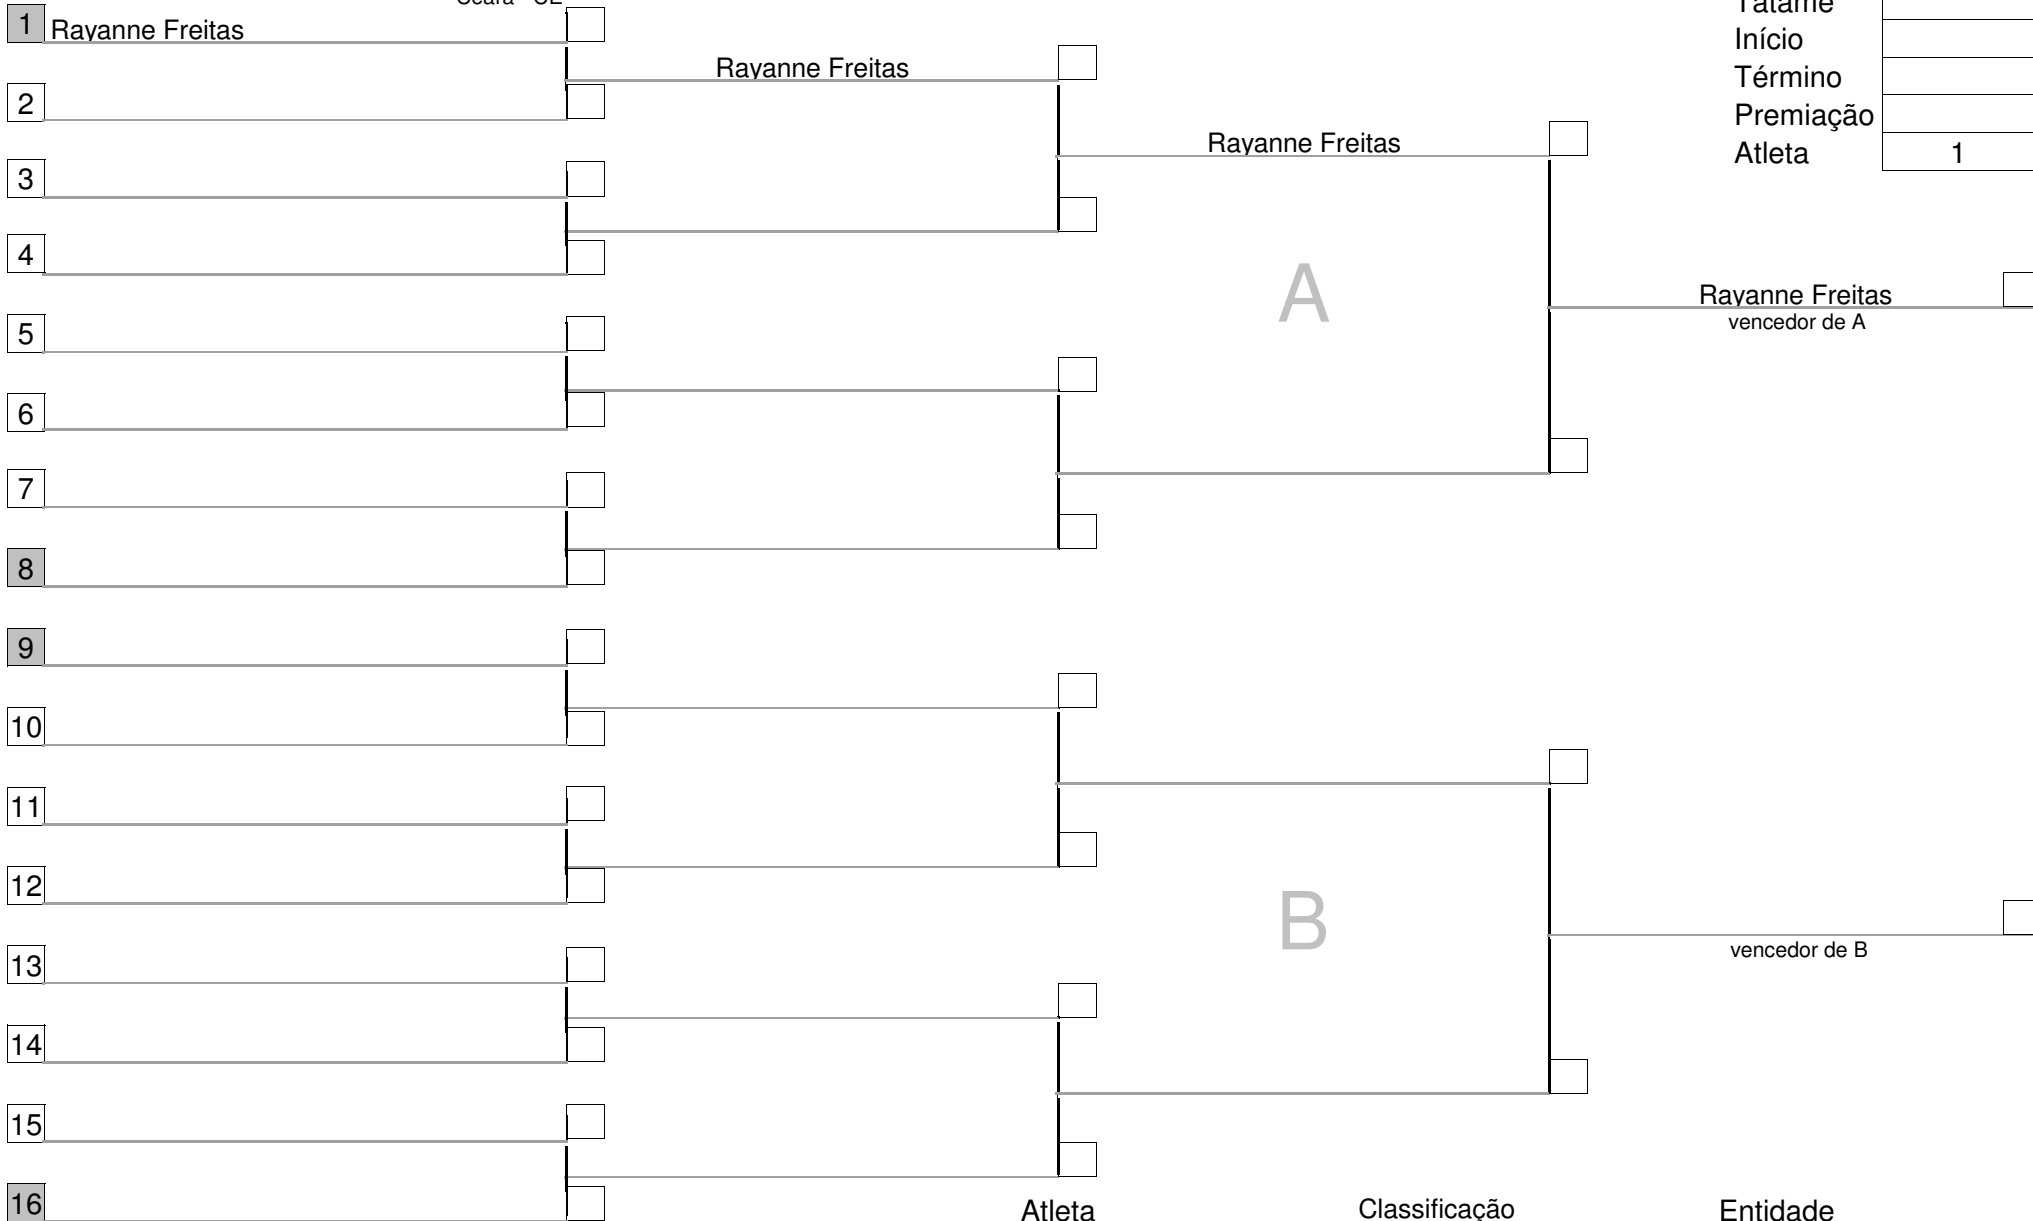 Ceará - CE
Tatame
1 Rayanne Freitas
Início
Rayanne Freitas
Término
2
Premiação
Rayanne Freitas
Atleta 1
3
4
A
Rayanne Freitas
vencedor de A
5
6
7
8
9
10
11
12
B
vencedor de B
13
14
15
16
Atleta Classificação Entidade